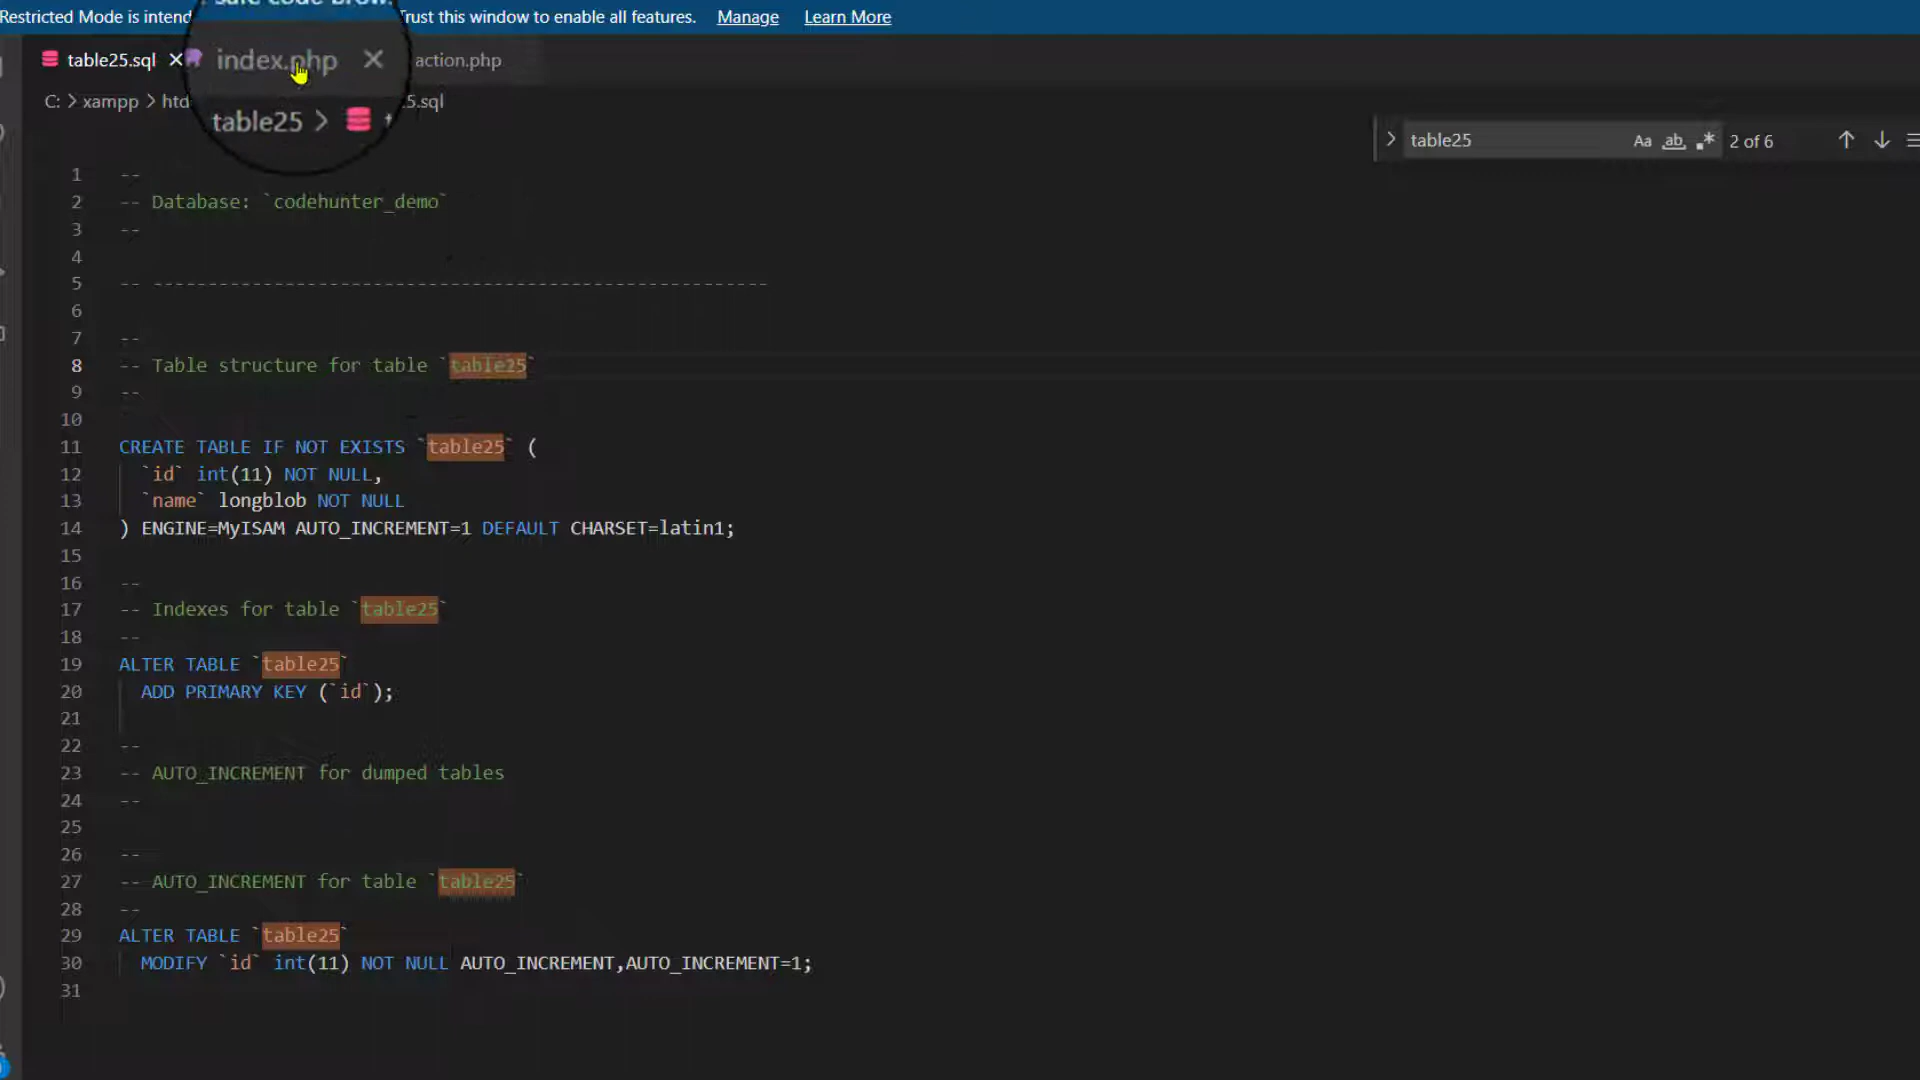 Restricted Mode is intend safe code brow Trust this window to enable all features. Manage Learn More
table25.sql index.php action.php
C: > xampp > htd table25 > 5.sql
table25 Aa ab .* 2 of 6
1 --
2 -- Database: `codehunter_demo`
3 --
4
5 -- --------------------------------------------------------
6
7 --
8 -- Table structure for table `table25`
9 --
10
11 CREATE TABLE IF NOT EXISTS `table25` (
12 `id` int(11) NOT NULL,
13 `name` longblob NOT NULL
14 ) ENGINE=MyISAM AUTO_INCREMENT=1 DEFAULT CHARSET=latin1;
15
16 --
17 -- Indexes for table `table25`
18 --
19 ALTER TABLE `table25`
20 ADD PRIMARY KEY (`id`);
21
22 --
23 -- AUTO_INCREMENT for dumped tables
24 --
25
26 --
27 -- AUTO_INCREMENT for table `table25`
28 --
29 ALTER TABLE `table25`
30 MODIFY `id` int(11) NOT NULL AUTO_INCREMENT,AUTO_INCREMENT=1;
31